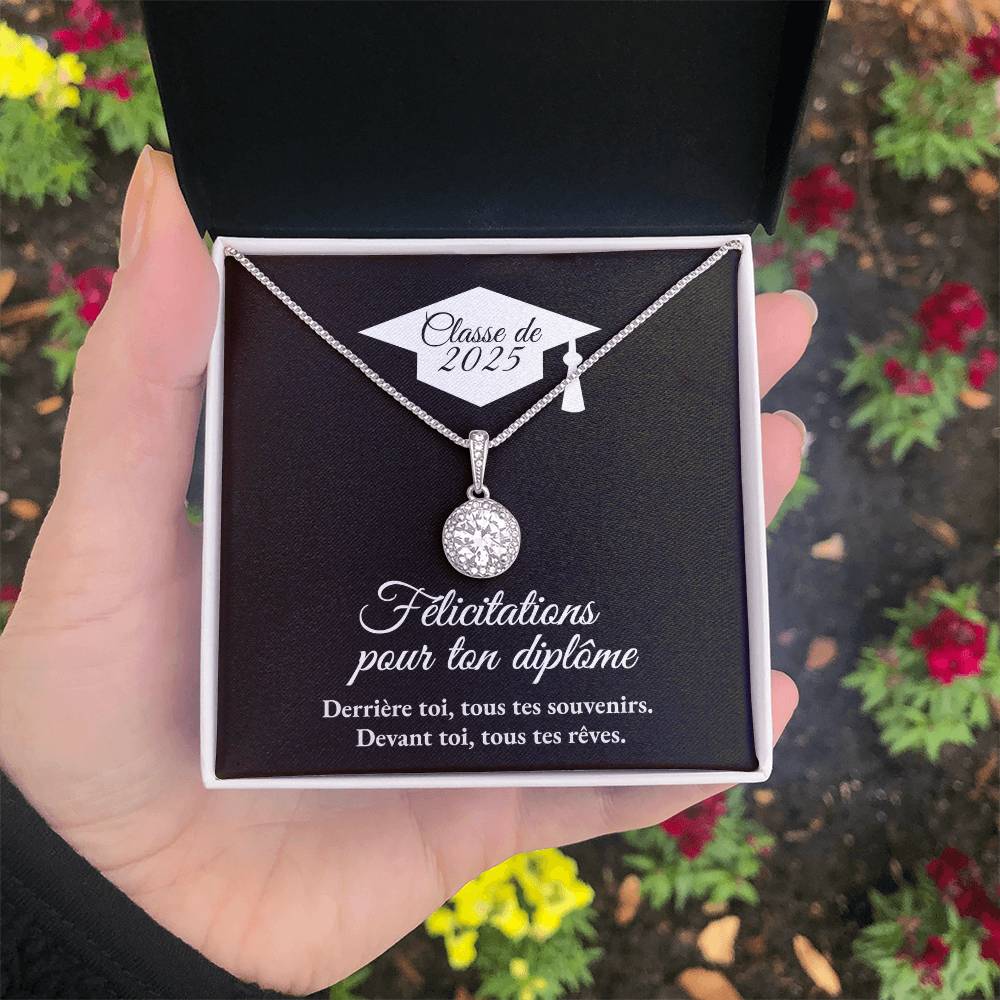 Classe de
2025
Félicitations
pour ton diplôme
Derrière toi, tous tes souvenirs.
Devant toi, tous tes rêves.